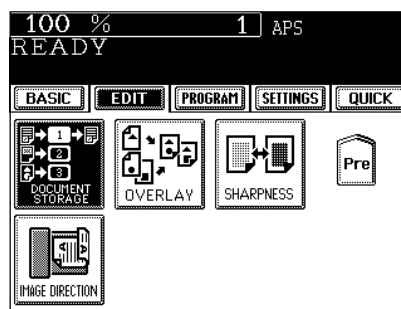 100 % 1 APS
READY
BASIC EDIT PROGRAM SETTINGS QUICK
1
2
3
DOCUMENT STORAGE
OVERLAY
SHARPNESS
Pre
A
IMAGE DIRECTION